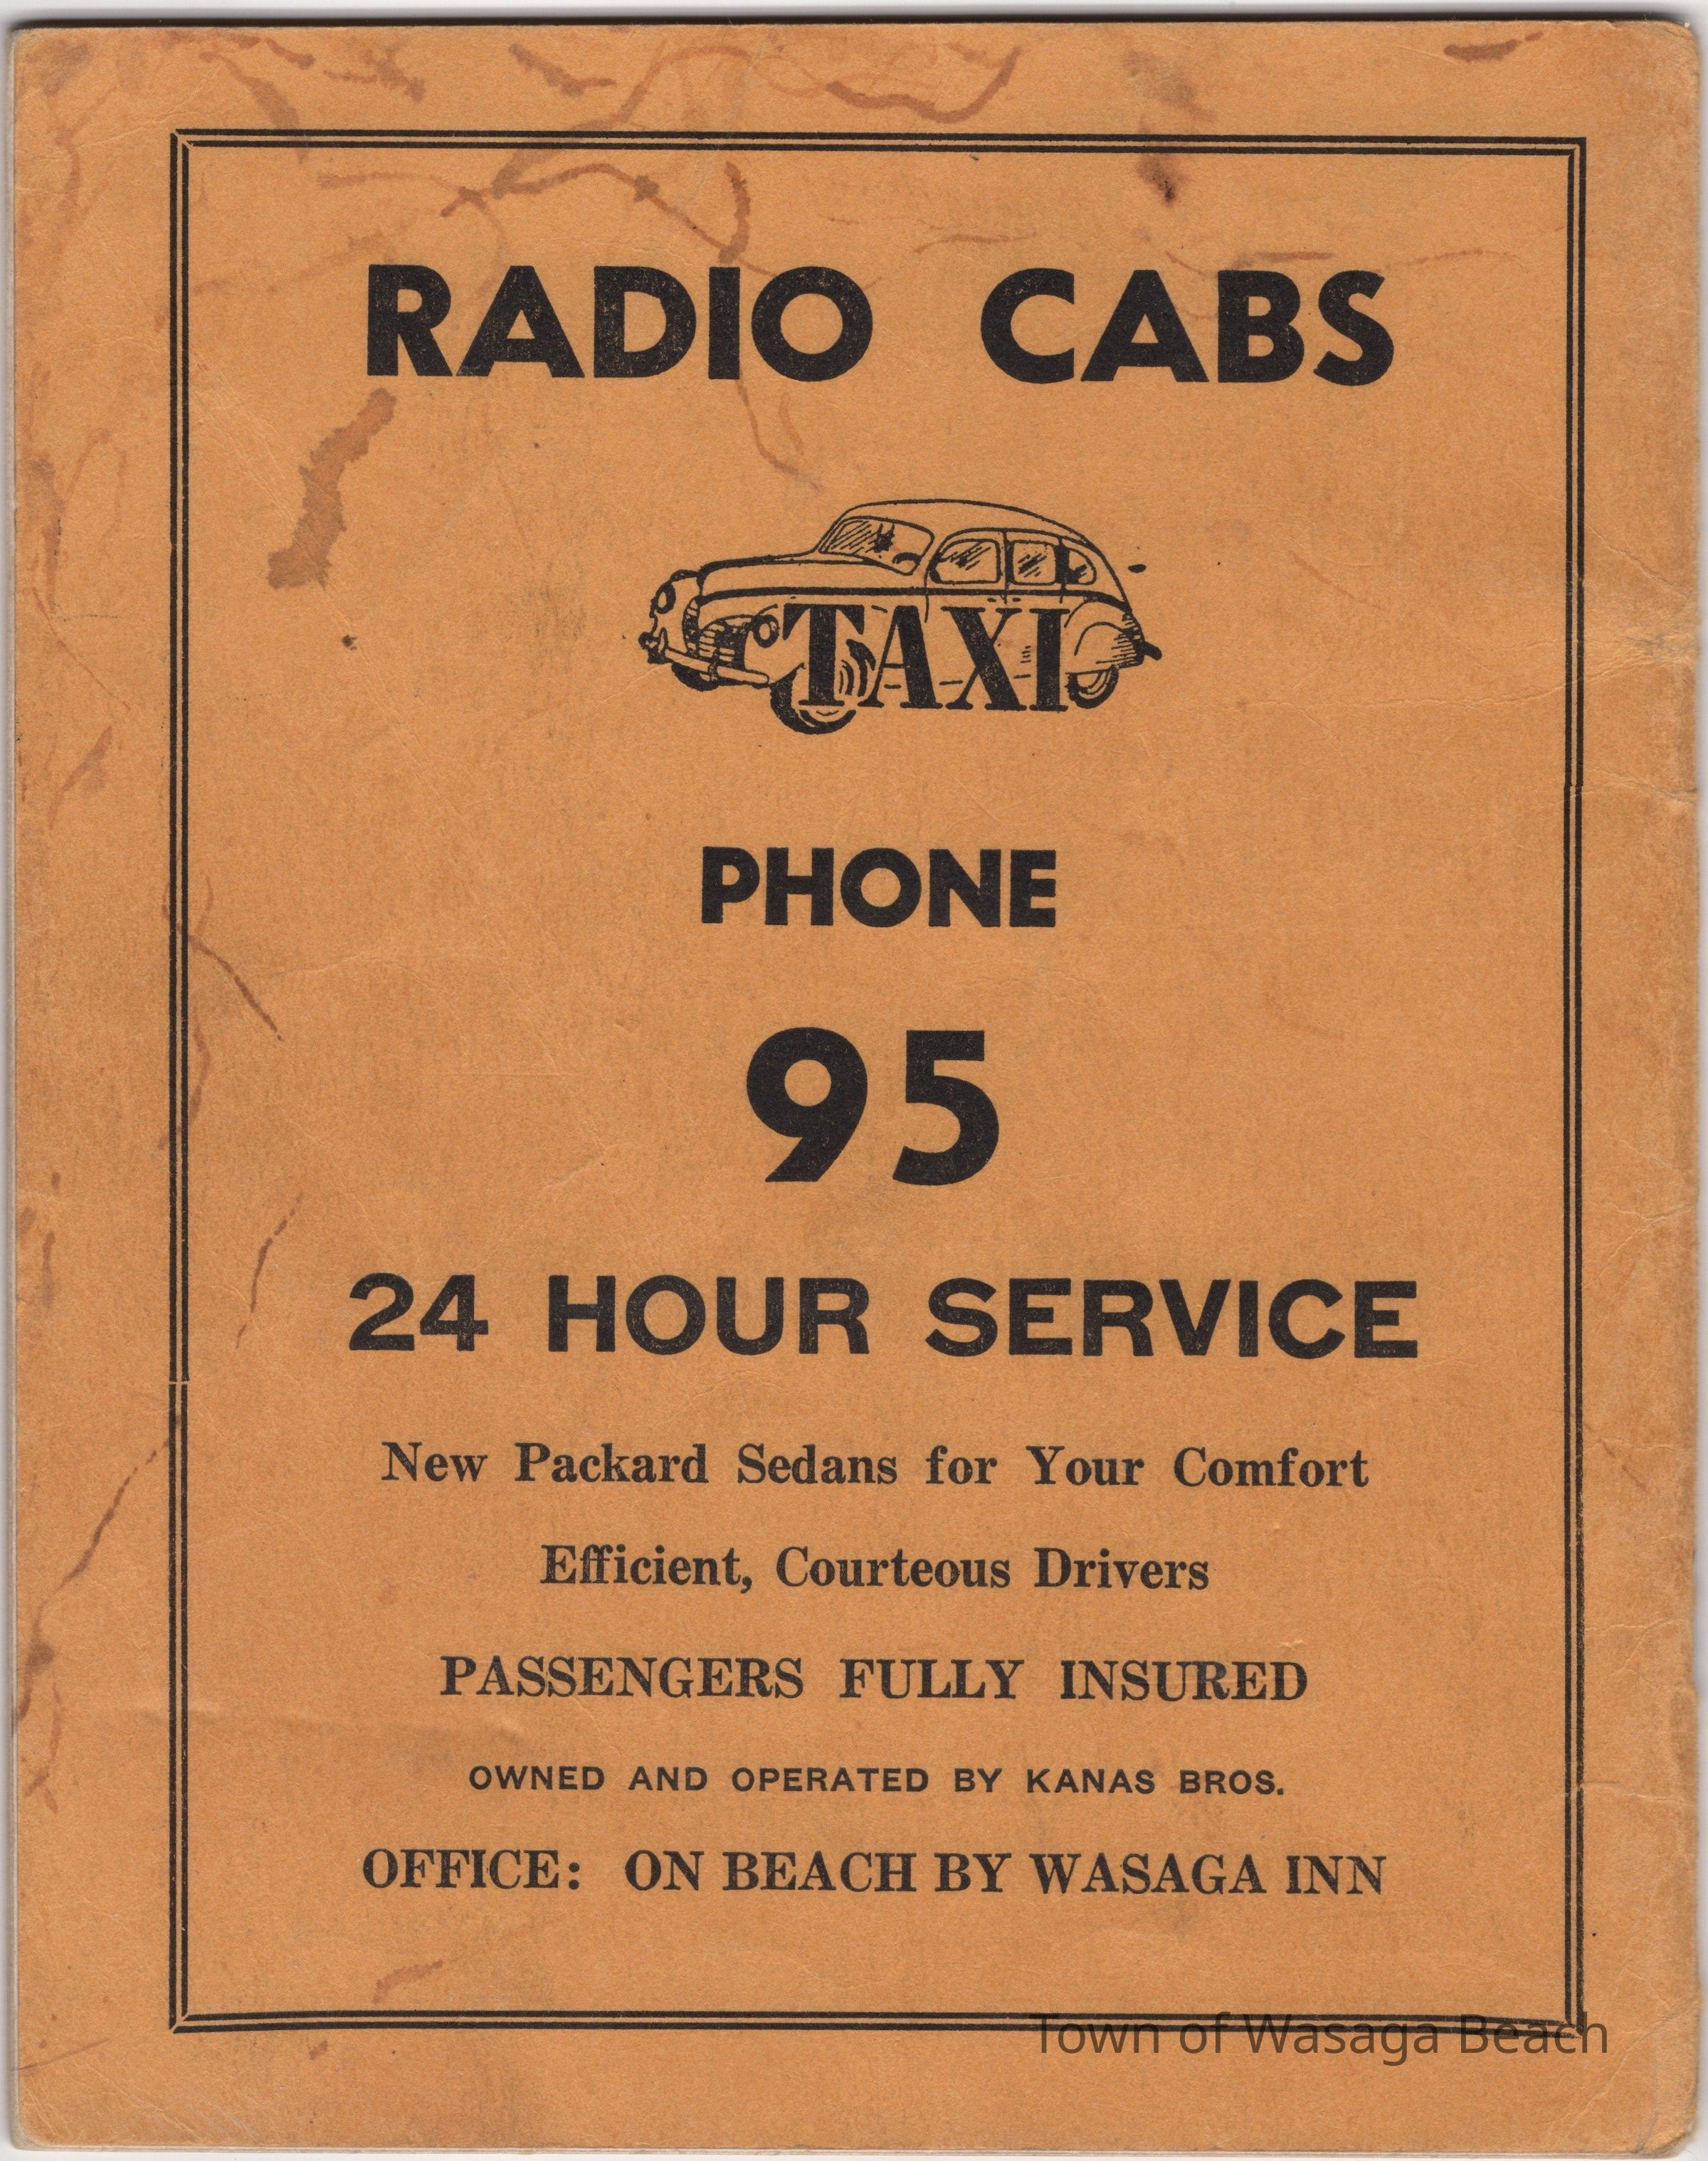 RADIO CABS
TAXI
PHONE
95
24 HOUR SERVICE
New Packard Sedans for Your Comfort
Efficient, Courteous Drivers
PASSENGERS FULLY INSURED
OWNED AND OPERATED BY KANAS BROS.
OFFICE: ON BEACH BY WASAGA INN
Town of Wasaga Beach